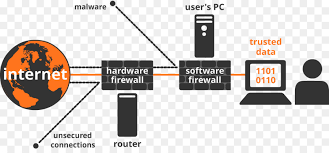 malware
user's PC
trusted
data
internet
hardware
firewall
software
firewall
1101
0110
unsecured
connections
router